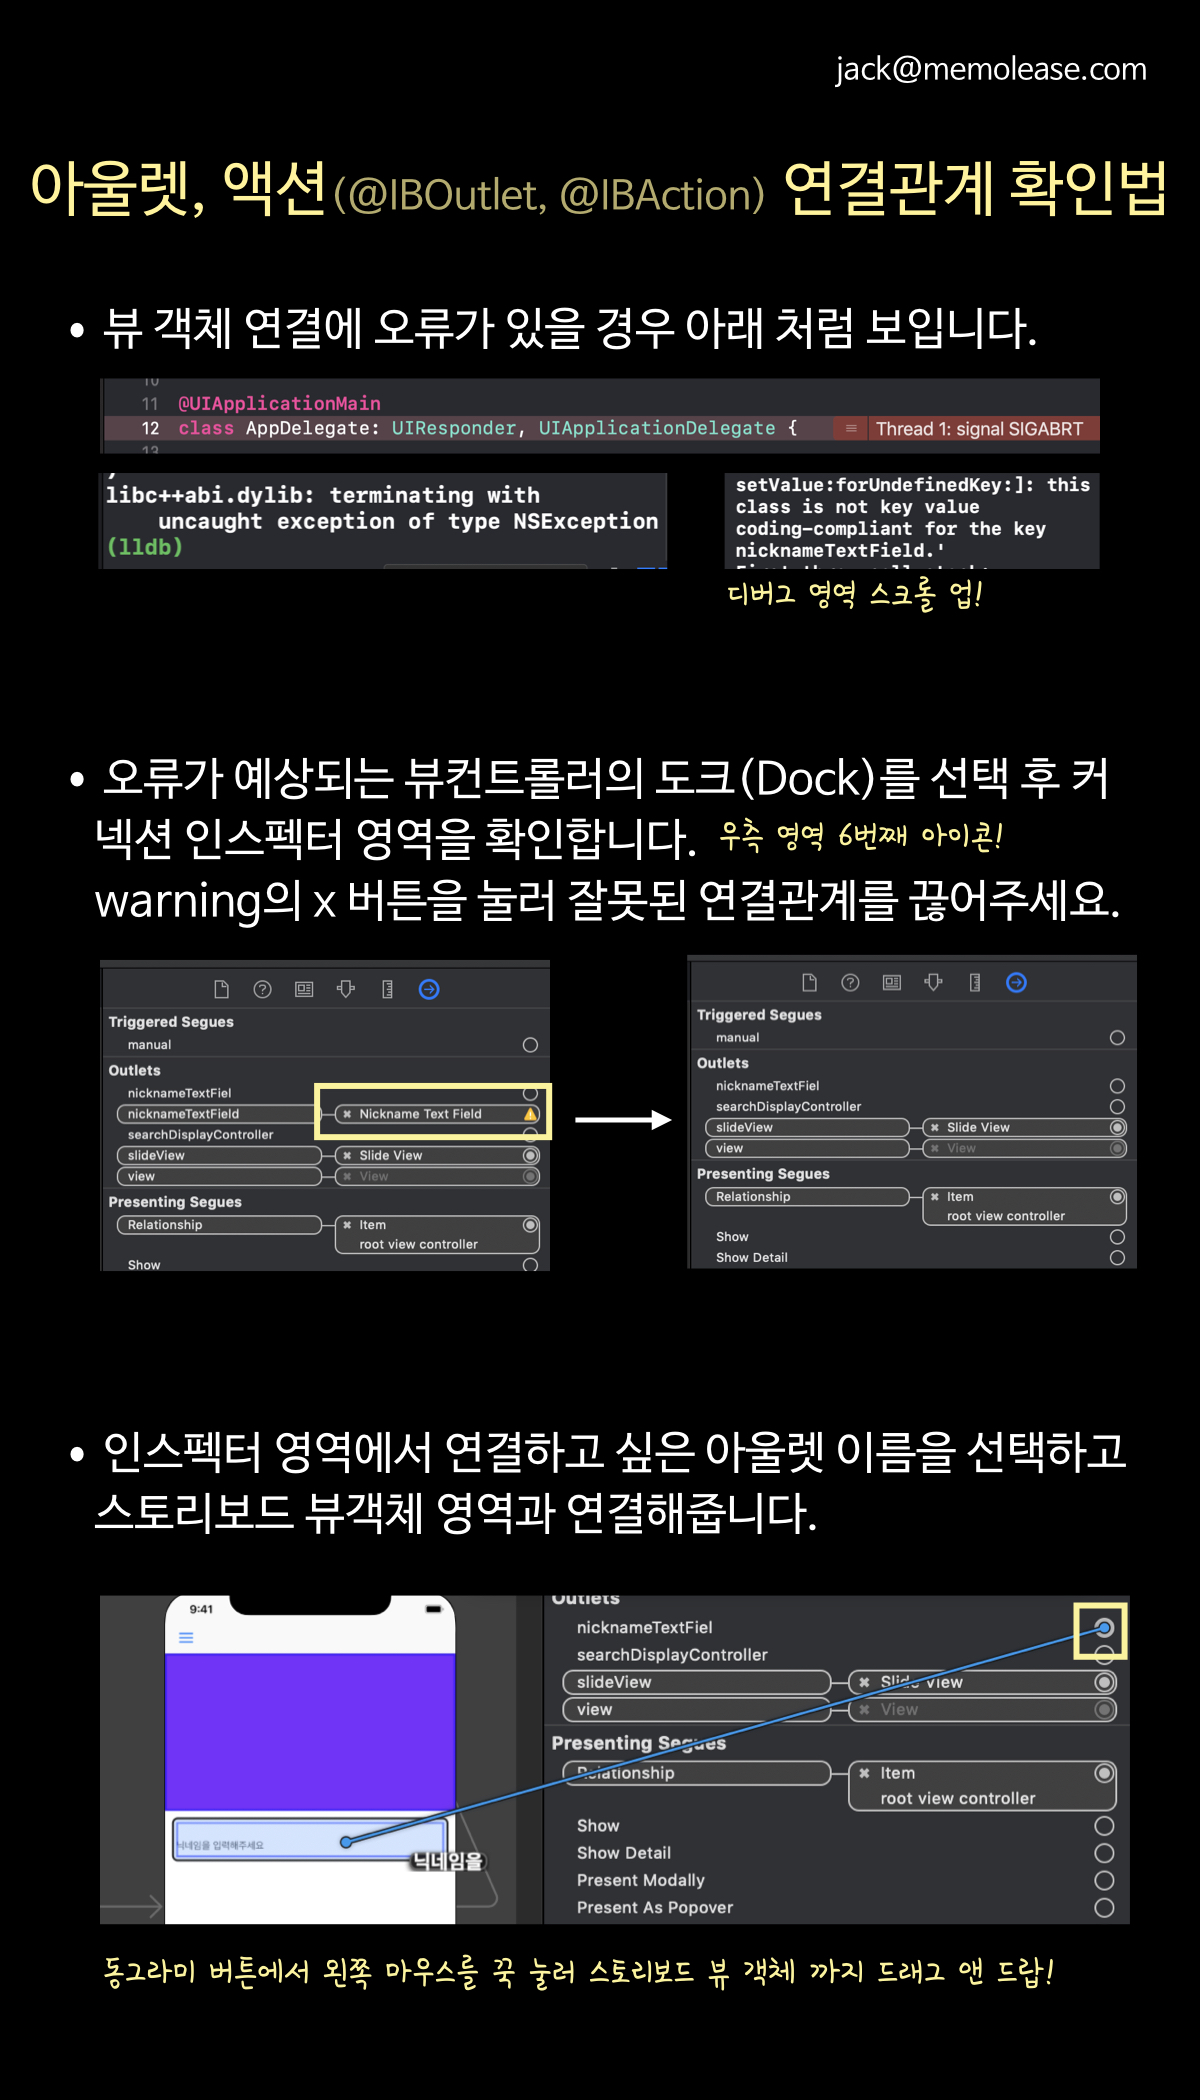 jack@memolease.com
아울렛, 액션(@IBOutlet, @IBAction) 연결관계 확인법
• 뷰 객체 연결에 오류가 있을 경우 아래 처럼 보입니다.
10
11 @UIApplicationMain
12 class AppDelegate: UIResponder, UIApplicationDelegate { = Thread 1: signal SIGABRT
13
libc++abi.dylib: terminating with
uncaught exception of type NSException
(lldb)
setValue:forUndefinedKey:]: this
class is not key value
coding-compliant for the key
nicknameTextField.'
디버그 영역 스크롤 업!
• 오류가 예상되는 뷰컨트롤러의 도크(Dock)를 선택 후 커
넥션 인스펙터 영역을 확인합니다. 우측 영역 6번째 아이콘!
warning의 x 버튼을 눌러 잘못된 연결관계를 끊어주세요.
Triggered Segues
manual
Outlets
nicknameTextFiel
nicknameTextField ✖ Nickname Text Field
searchDisplayController
slideView ✖ Slide View
view ✖ View
Presenting Segues
Relationship ✖ Item
root view controller
Show
Triggered Segues
manual
Outlets
nicknameTextFiel
searchDisplayController
slideView ✖ Slide View
view ✖ View
Presenting Segues
Relationship ✖ Item
root view controller
Show
Show Detail
• 인스펙터 영역에서 연결하고 싶은 아울렛 이름을 선택하고
스토리보드 뷰객체 영역과 연결해줍니다.
9:41
닉네임을 입력해주세요
닉네임을
Outlets
nicknameTextFiel
searchDisplayController
slideView ✖ Slide View
view ✖ View
Presenting Segues
Relationship ✖ Item
root view controller
Show
Show Detail
Present Modally
Present As Popover
동그라미 버튼에서 왼쪽 마우스를 꾹 눌러 스토리보드 뷰 객체 까지 드래그 앤 드랍!